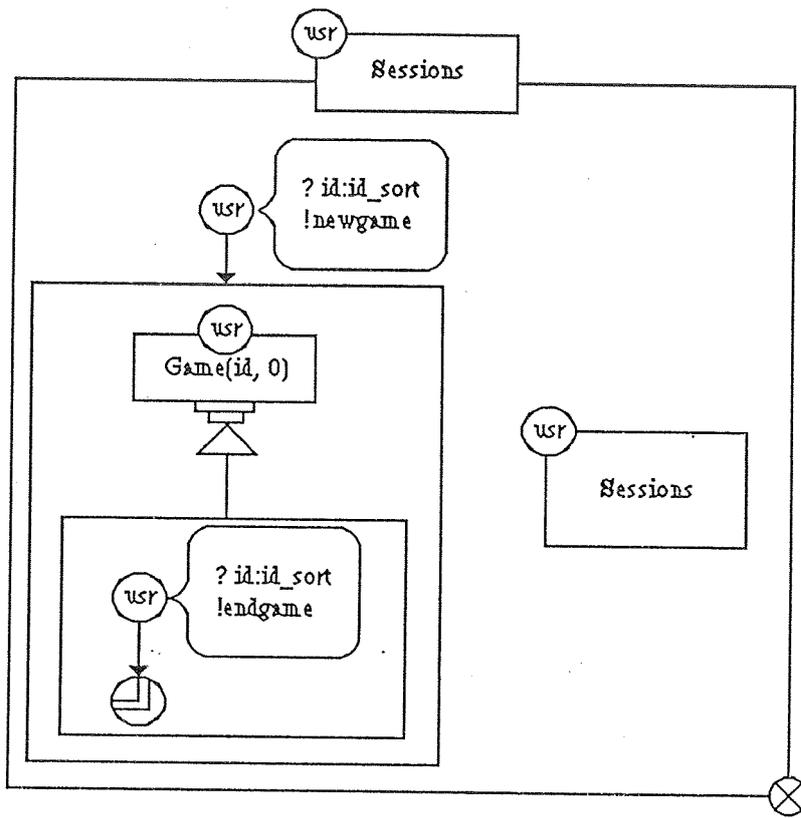 usr
Sessions
? id:id_sort
usr
!newgame
usr
Game(id, 0)
usr
Sessions
? id:id_sort
usr
!endgame